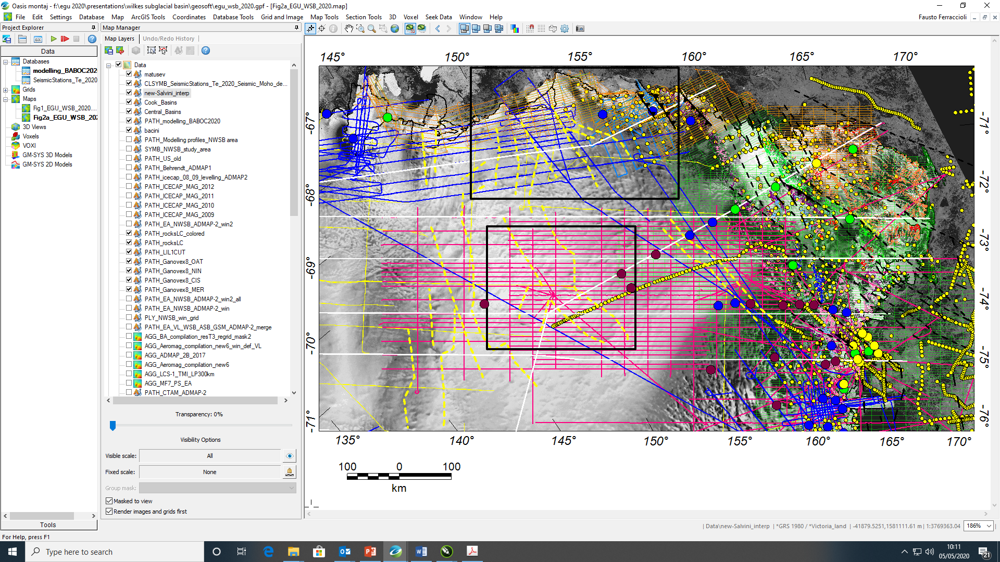 Oasis montaj - f:\egu 2020\presentations\wilkes subglacial basin\geosoft\egu_wsb_2020.gpf - [Fig2a_EGU_WSB_2020.map]
File Edit Settings Database Map ArcGIS Tools Coordinates Database Tools Grid and Image Map Tools Section Tools 3D Voxel Seek Data Window Help Fausto Ferraccioli
Project Explorer
Data
Databases
modelling_BABOC2020
SeismicStations_Te_2020
Grids
Maps
Fig1_EGU_WSB_2020....
Fig2a_EGU_WSB_202
3D Views
Voxels
VOXI
GM-SYS 3D Models
GM-SYS 2D Models
Tools
Map Manager
Map Layers Undo/Redo History
Data
matusev
CLSYMB_SeismicStations_Te_2020_Seismic_Moho_de...
new-Salvini_interp
Cook_Basins
Central_Basins
PATH_modelling_BABOC2020
bacini
PATH_Modelling profiles_NWSB area
SYMB_NWSB_study_area
PATH_US_old
PATH_Behrendt_ADMAP1
PATH_icecap_08_09_levelling_ADMAP2
PATH_ICECAP_MAG_2012
PATH_ICECAP_MAG_2011
PATH_ICECAP_MAG_2010
PATH_ICECAP_MAG_2009
PATH_EA_NWSB_ADMAP-2_win2
PATH_rocksLC_colored
PATH_rocksLC
PATH_LIL1CUT
PATH_Ganovex8_OAT
PATH_Ganovex8_NIN
PATH_Ganovex8_CIS
PATH_Ganovex8_MER
PATH_EA_NWSB_ADMAP-2_win2_all
PATH_EA_NWSB_ADMAP-2_win
PLY_NWSB_win_grid
PATH_EA_VL_WSB_ASB_GSM_ADMAP-2_merge
AGG_BA_compilation_resT3_regrid_mask2
AGG_Aeromag_compilation_new6_win_def_VL
AGG_ADMAP_2B_2017
AGG_Aeromag_compilation_new6
AGG_LCS-1_TMI_LP300km
AGG_MF7_PS_EA
PATH_CTAM_ADMAP-2
Transparency: 0%
Visibility Options
Visible scale: All
Fixed scale: None
Group mask:
Masked to view
Render images and grids first
145° 150° 155° 160° 165° 170°
-67°
-68°
-69°
-70°
-71°
-71°
-72°
-73°
-74°
-75°
-76°
135° 140° 145° 150° 155° 160° 165° 170°
100 0 100
km
| Data\new-Salvini_interp | *GRS 1980 / *Victoria_land | -41879.5251,1581111.61 m | 1:3769363.04 186%
For Help, press F1
Type here to search
10:11
05/05/2020
21